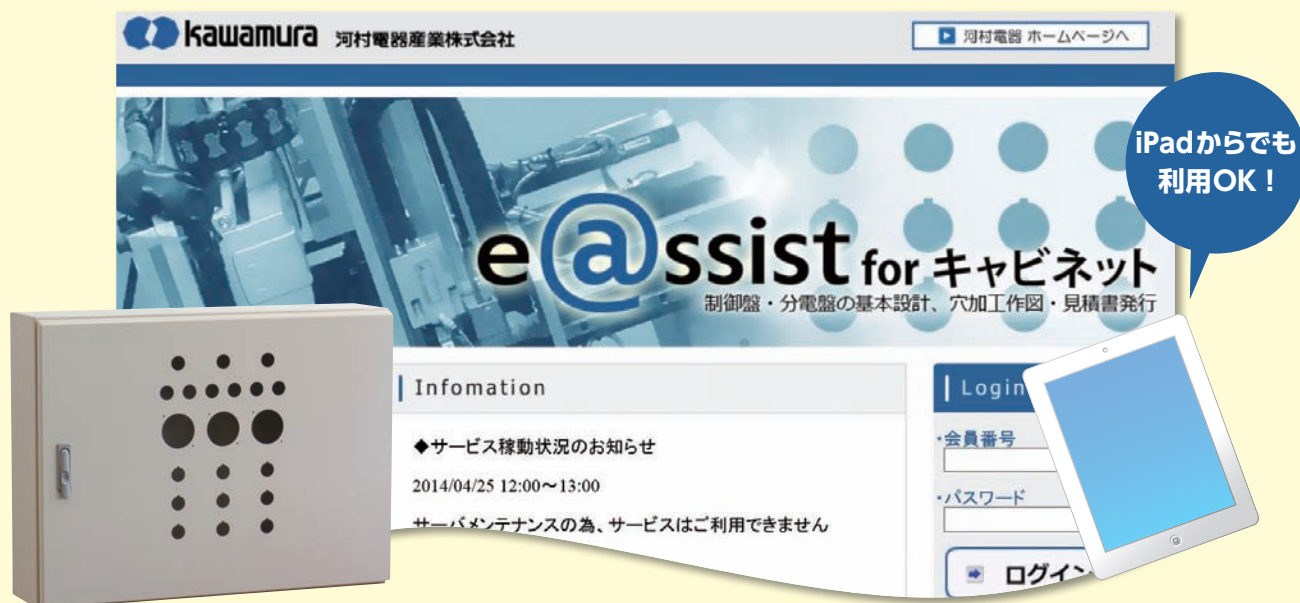 kawamura 河村電器産業株式会社
河村電器 ホームページへ
iPadからでも
利用OK！
e@ssist for キャビネット
制御盤・分電盤の基本設計、穴加工作図・見積書発行
Infomation
Login
◆サービス稼動状況のお知らせ
・会員番号
2014/04/25 12:00～13:00
・パスワード
サーバメンテナンスの為、サービスはご利用できません
ログイン